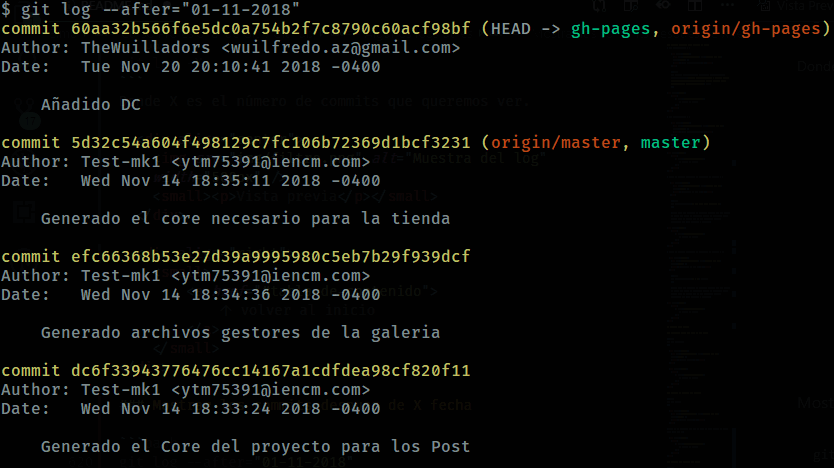 $ git log --after="01-11-2018"
commit 60aa32b566f6e5dc0a754b2f7c8790c60acf98bf (HEAD -> gh-pages, origin/gh-pages)
Author: TheWuilladors <wuilfredo.az@gmail.com>
Date:   Tue Nov 20 20:10:41 2018 -0400
Añadido DC
commit 5d32c54a604f498129c7fc106b72369d1bcf3231 (origin/master, master)
Author: Test-mk1 <ytm75391@iencm.com>
Date:   Wed Nov 14 18:35:11 2018 -0400
Generado el core necesario para la tienda
commit efc66368b53e27d39a9995980c5eb7b29f939dcf
Author: Test-mk1 <ytm75391@iencm.com>
Date:   Wed Nov 14 18:34:36 2018 -0400
Generado archivos gestores de la galeria
commit dc6f33943776476cc14167a1cdfdea98cf820f11
Author: Test-mk1 <ytm75391@iencm.com>
Date:   Wed Nov 14 18:33:24 2018 -0400
Generado el Core del proyecto para los Post